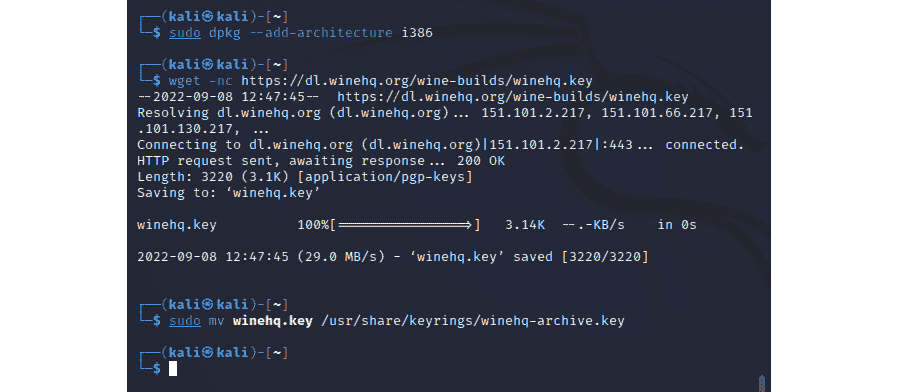 ┌──(kali㉿kali)-[~]
└─$ sudo dpkg --add-architecture i386
┌──(kali㉿kali)-[~]
└─$ wget -nc https://dl.winehq.org/wine-builds/winehq.key
--2022-09-08 12:47:45--  https://dl.winehq.org/wine-builds/winehq.key
Resolving dl.winehq.org (dl.winehq.org)... 151.101.2.217, 151.101.66.217, 151
.101.130.217, ...
Connecting to dl.winehq.org (dl.winehq.org)|151.101.2.217|:443... connected.
HTTP request sent, awaiting response... 200 OK
Length: 3220 (3.1K) [application/pgp-keys]
Saving to: ‘winehq.key’
winehq.key          100%[=================>]   3.14K  --.-KB/s    in 0s
2022-09-08 12:47:45 (29.0 MB/s) - ‘winehq.key’ saved [3220/3220]
┌──(kali㉿kali)-[~]
└─$ sudo mv winehq.key /usr/share/keyrings/winehq-archive.key
┌──(kali㉿kali)-[~]
└─$